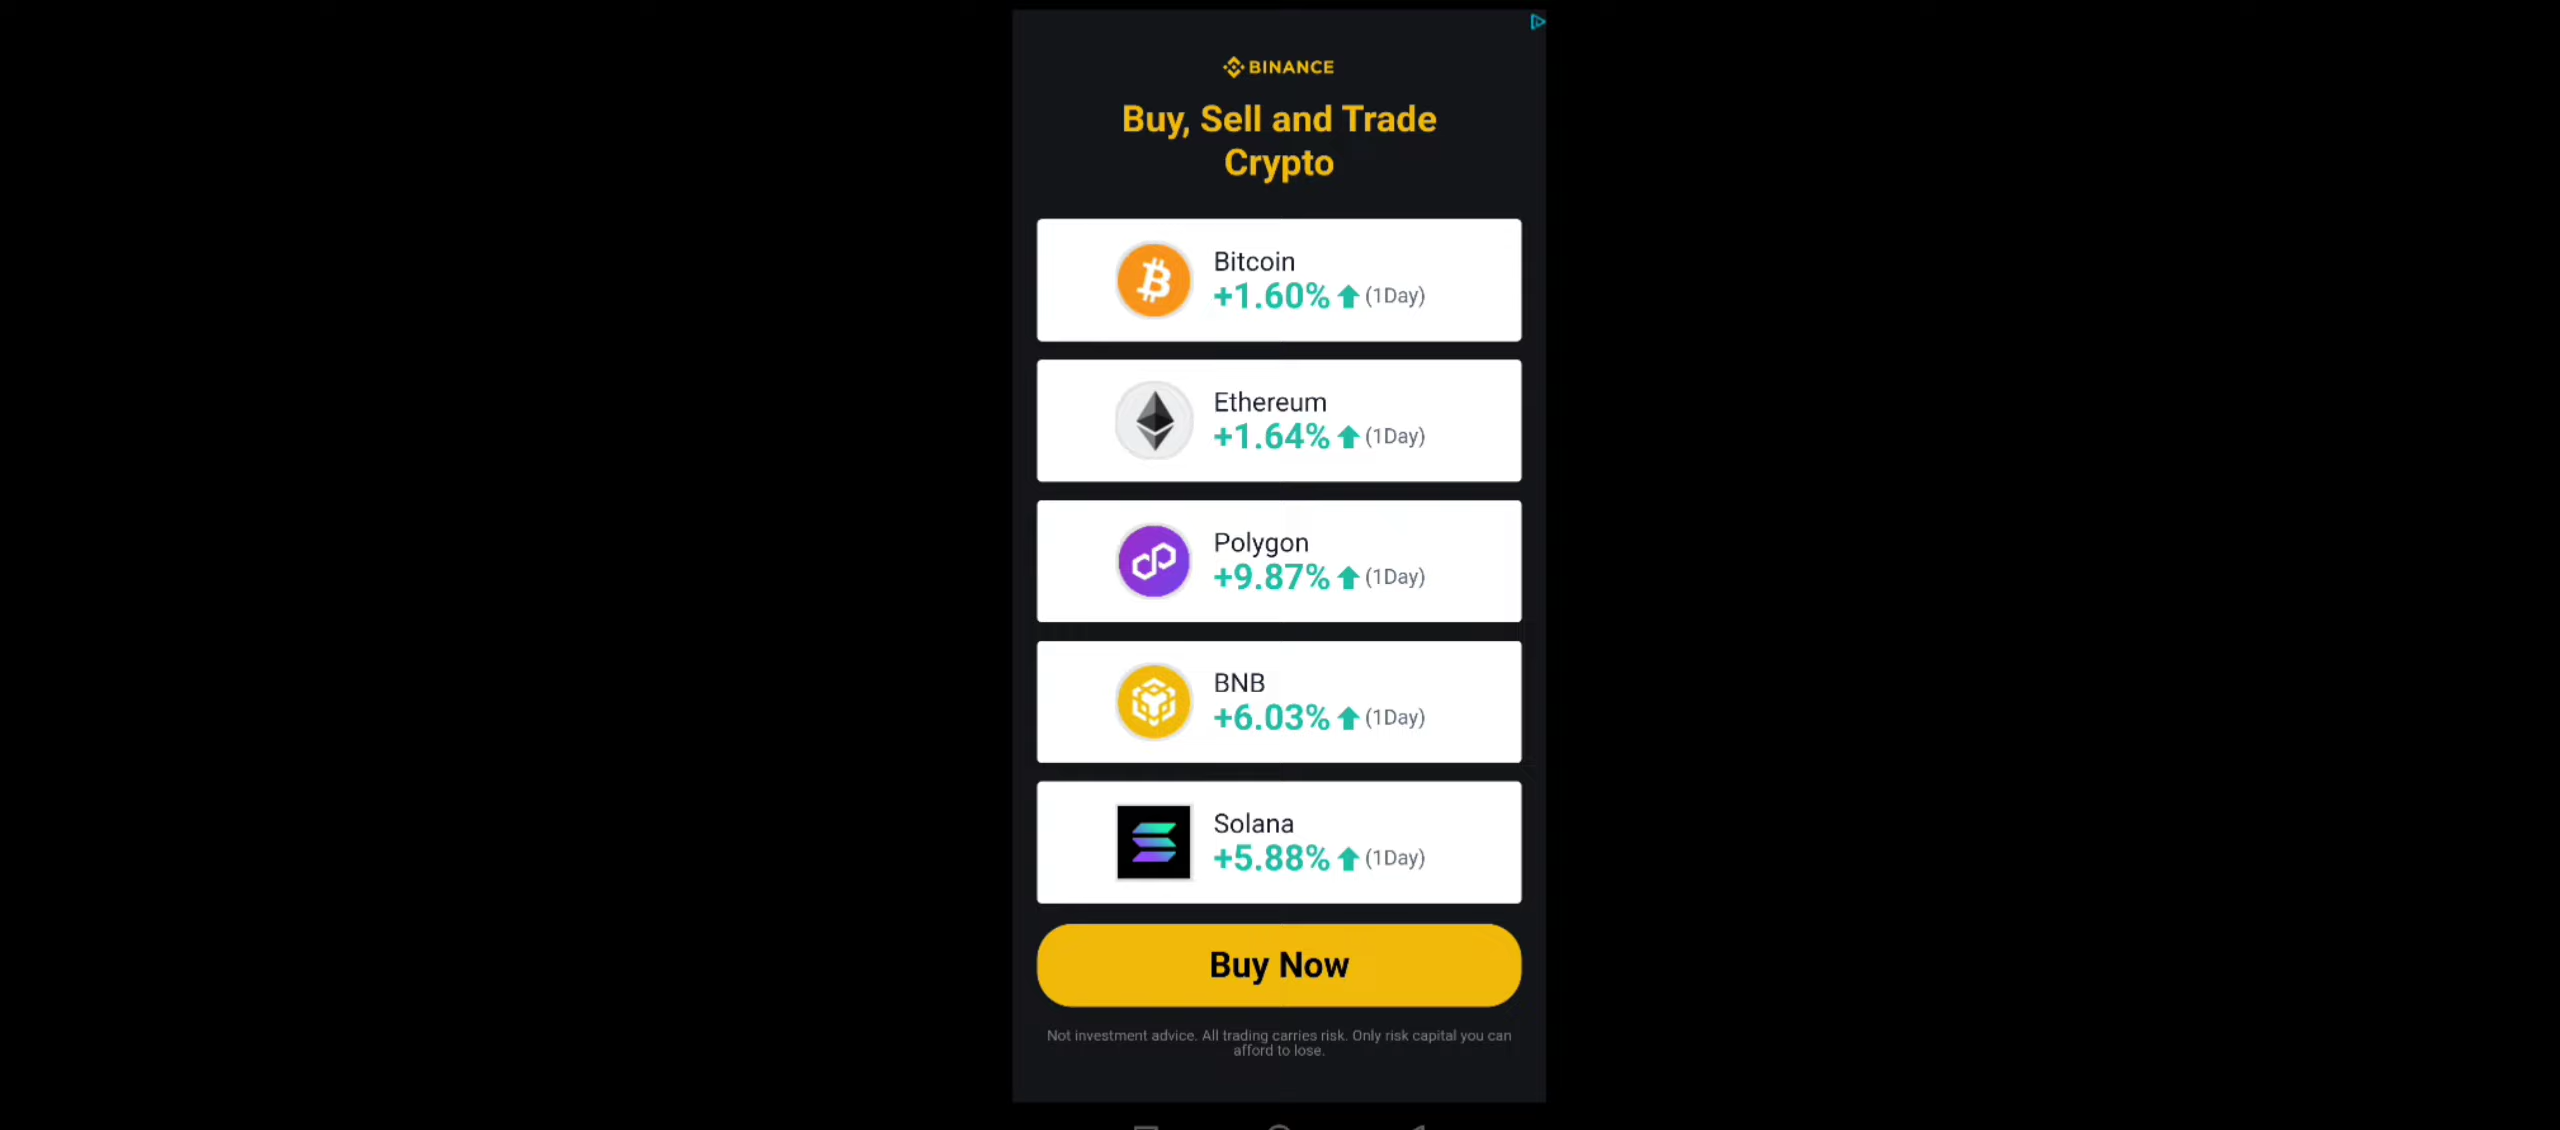 BINANCE
Buy, Sell and Trade
Crypto
Bitcoin
+1.60% (1Day)
Ethereum
+1.64% (1Day)
Polygon
+9.87% (1Day)
BNB
+6.03% (1Day)
Solana
+5.88% (1Day)
Buy Now
Not investment advice. All trading carries risk. Only risk capital you can
afford to lose.